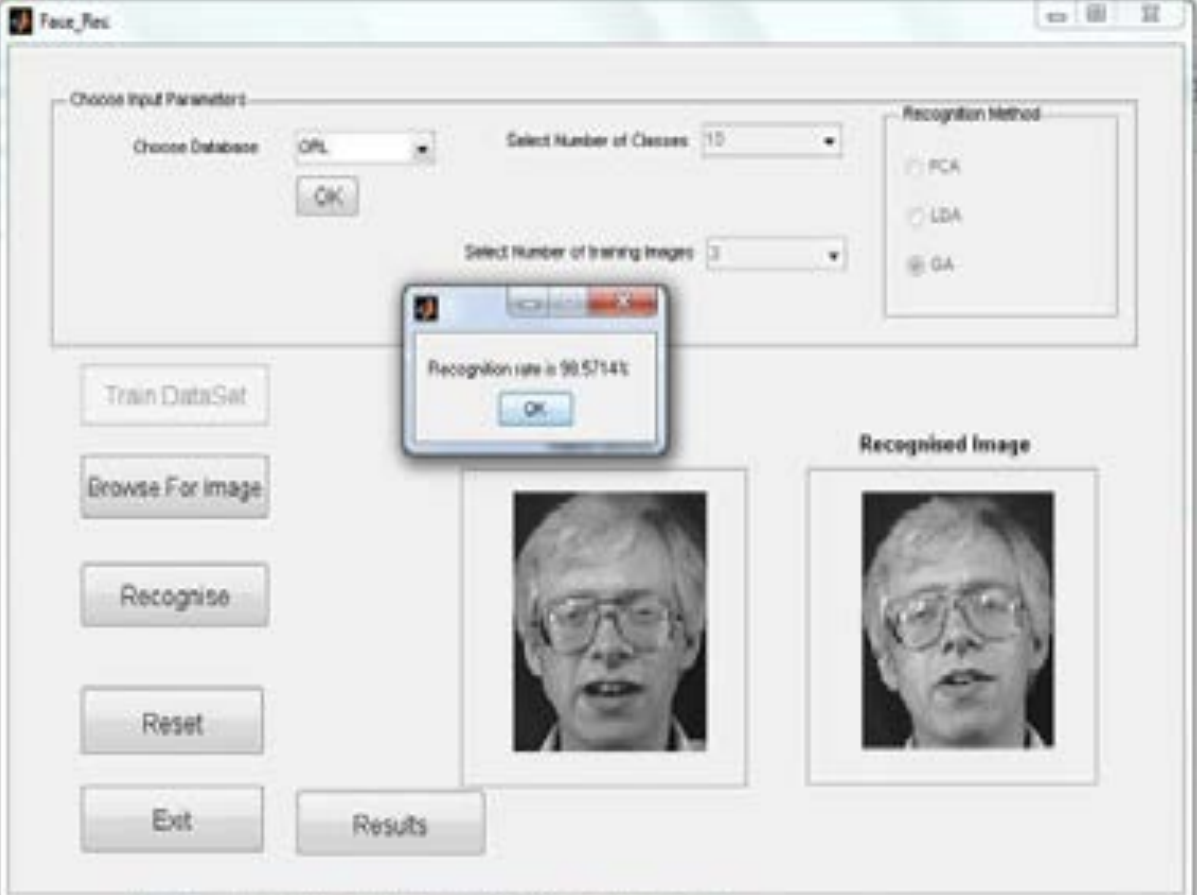 Face_Rec
Choose Input Parameters
Choose Database
ORL
OK
Select Number of Classes
10
Select Number of training Images
3
Recognition Method
PCA
LDA
GA
Recognition rate is 98.5714%
OK
Train DataSet
Browse For Image
Recognise
Reset
Exit
Results
Recognised Image